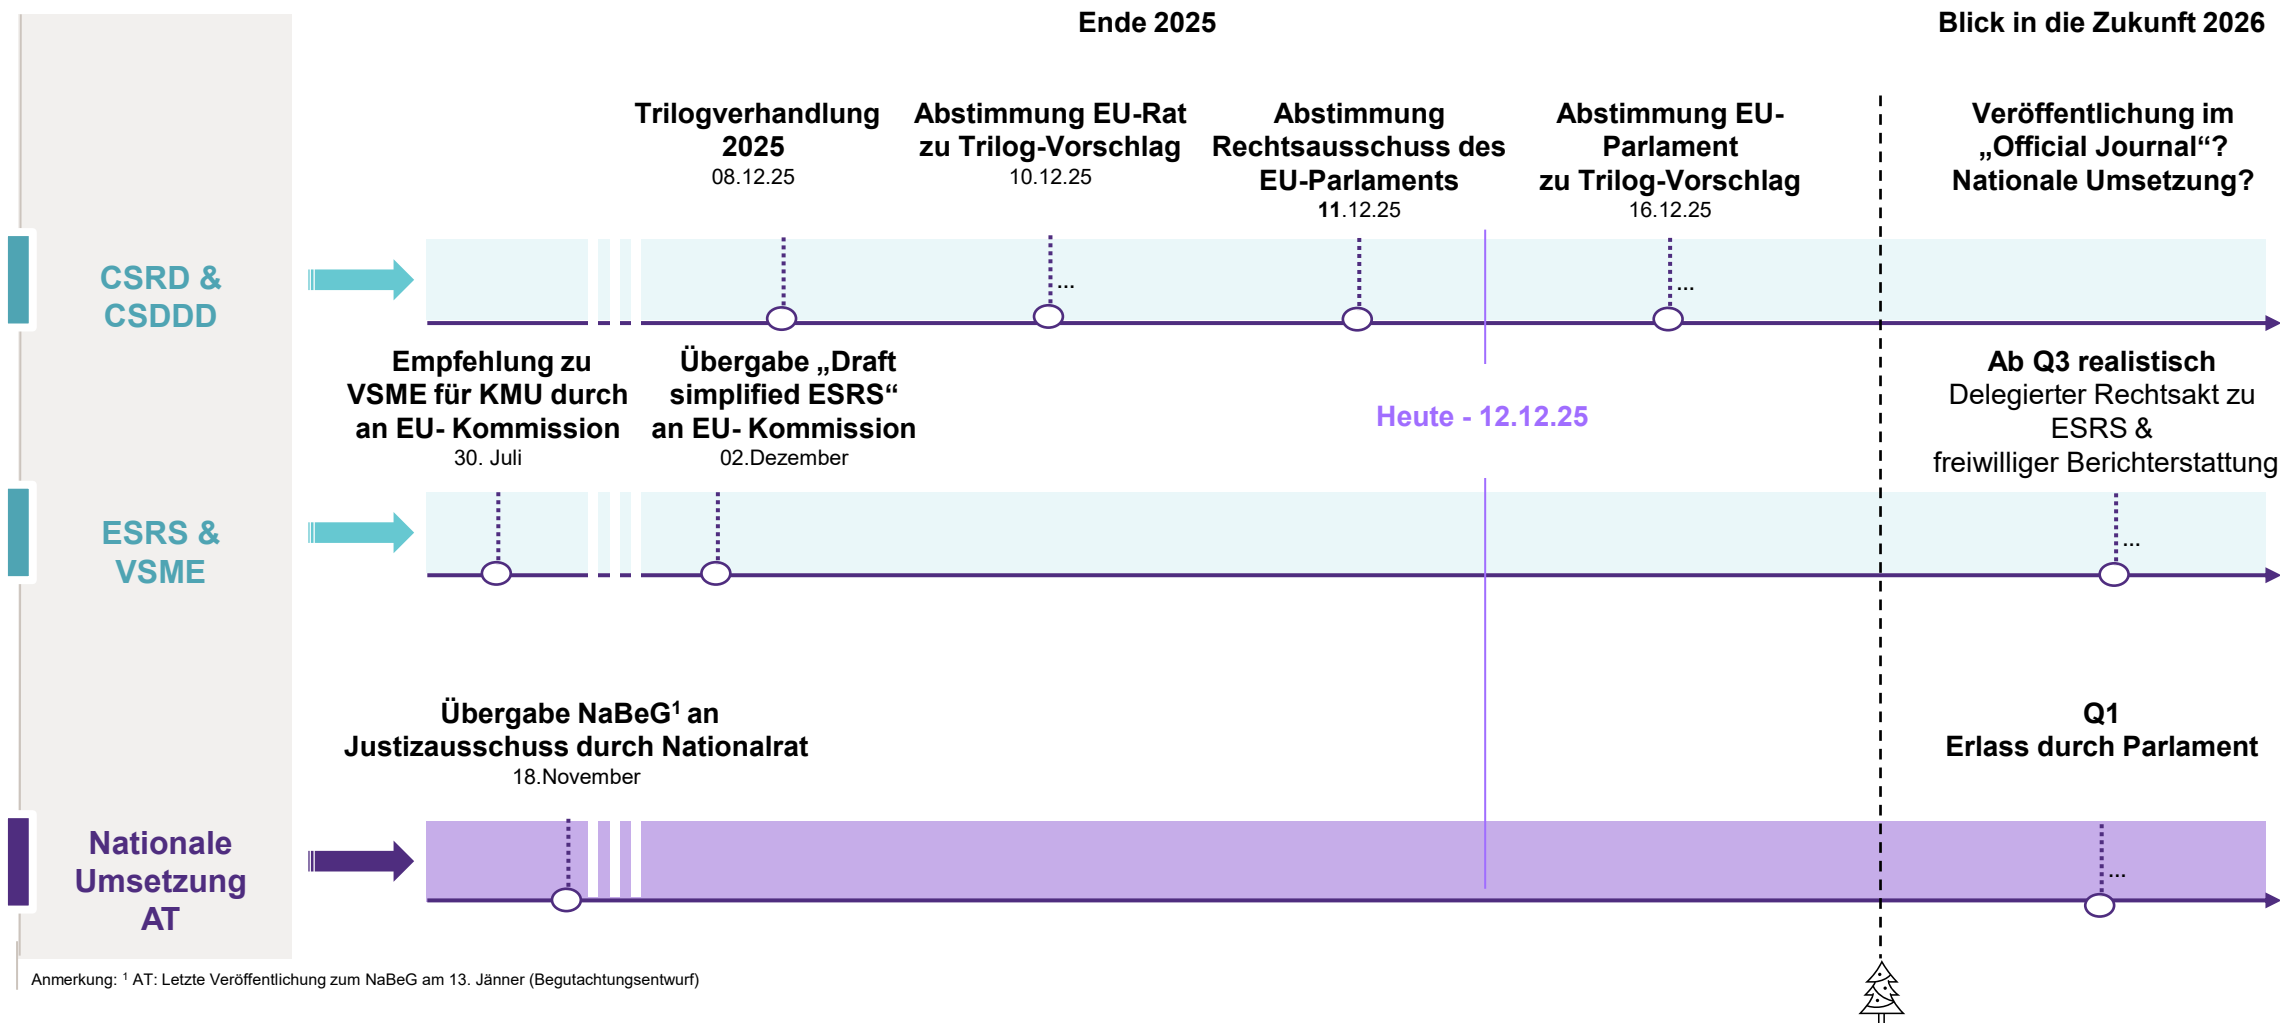 Ende 2025
Blick in die Zukunft 2026
Trilogverhandlung
2025
08.12.25
Abstimmung EU-Rat
zu Trilog-Vorschlag
10.12.25
Abstimmung
Rechtsausschuss des
EU-Parlaments
11.12.25
Abstimmung EU-
Parlament
zu Trilog-Vorschlag
16.12.25
Veröffentlichung im
„Official Journal“?
Nationale Umsetzung?
CSRD &
CSDDD
...
...
Empfehlung zu
VSME für KMU durch
an EU- Kommission
30. Juli
Übergabe „Draft
simplified ESRS“
an EU- Kommission
02.Dezember
Heute - 12.12.25
Ab Q3 realistisch
Delegierter Rechtsakt zu
ESRS &
freiwilliger Berichterstattung
ESRS &
VSME
...
Übergabe NaBeG¹ an
Justizausschuss durch Nationalrat
18.November
Q1
Erlass durch Parlament
Nationale
Umsetzung
AT
...
Anmerkung: ¹ AT: Letzte Veröffentlichung zum NaBeG am 13. Jänner (Begutachtungsentwurf)